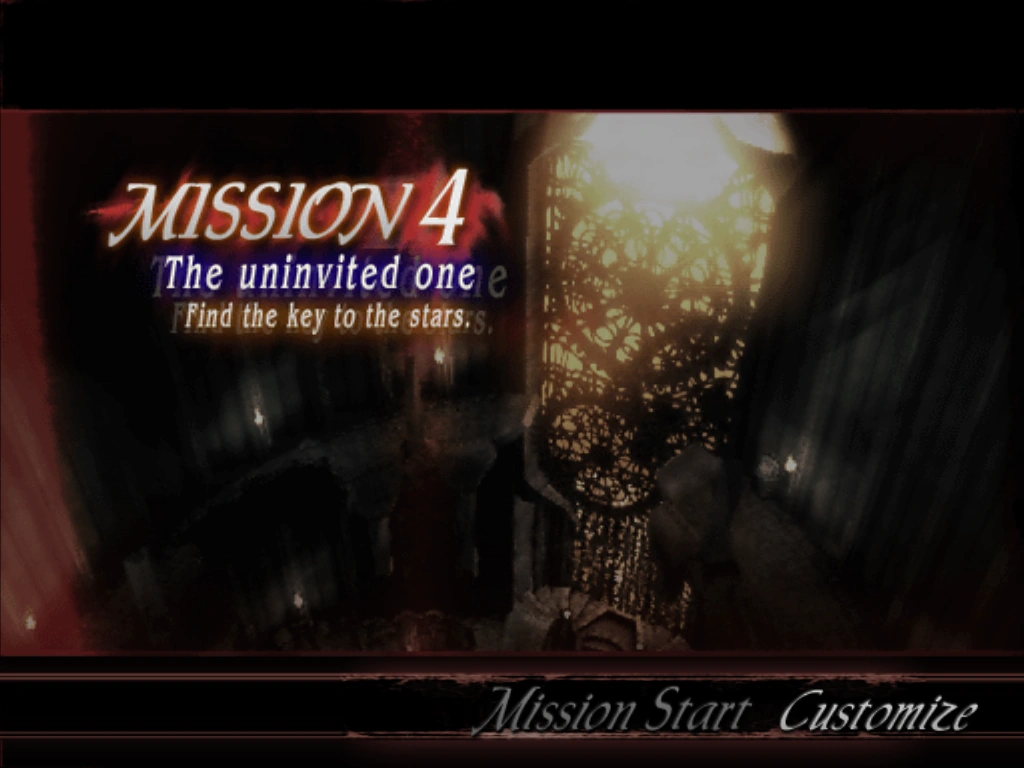 MISSION 4
The uninvited one
Find the key to the stars.
Mission Start Customize